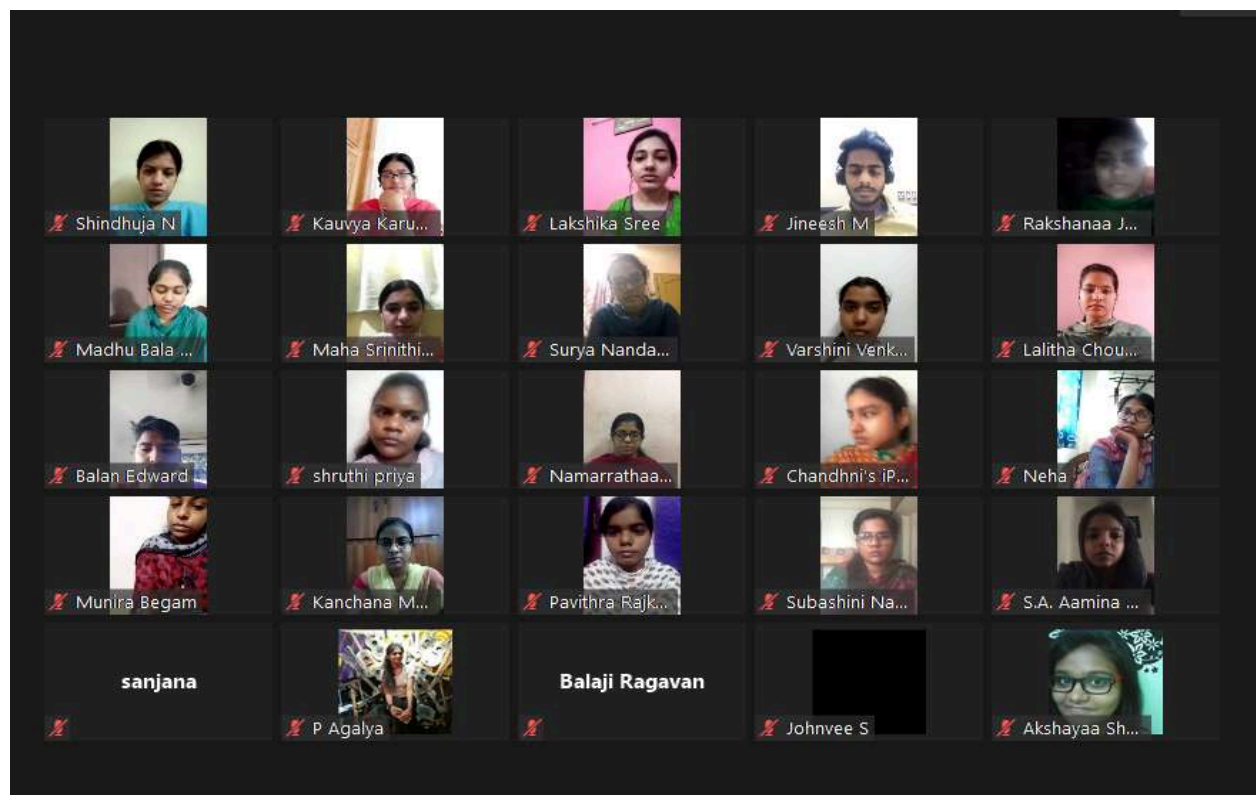 Shindhuja N
Kauvya Karu...
Lakshika Sree
Jineesh M
Rakshanaa J...
Madhu Bala ...
Maha Srinithi...
Surya Nanda...
Varshini Venk...
Lalitha Chou...
Balan Edward
shruthi priya
Namarrathaa...
Chandhni's iP...
Neha
Munira Begam
Kanchana M...
Pavithra Rajk...
Subashini Na...
S.A. Aamina ...
sanjana
P Agalya
Balaji Ragavan
Johnvee S
Akshayaa Sh...